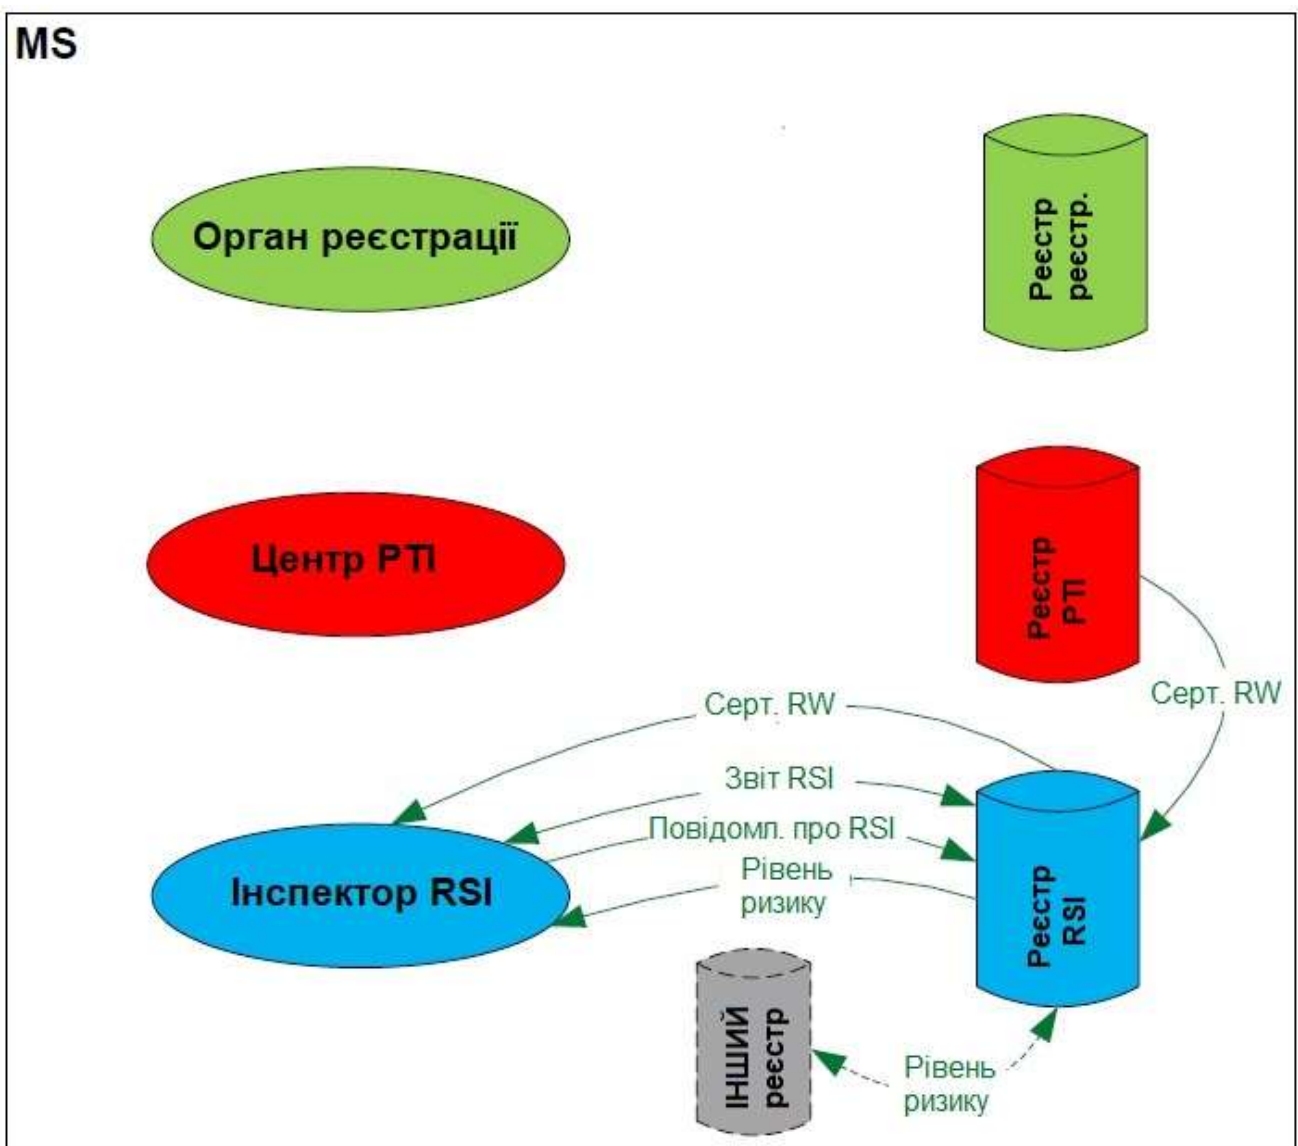 MS
Орган реєстрації
Реєстр
реєстр.
Центр PTI
Реєстр
PTI
Серт. RW
Серт. RW
Звіт RSI
Повідомл. про RSI
Рівень
ризику
Інспектор RSI
Реєстр
RSI
ІНШИЙ
реєстр
Рівень
ризику